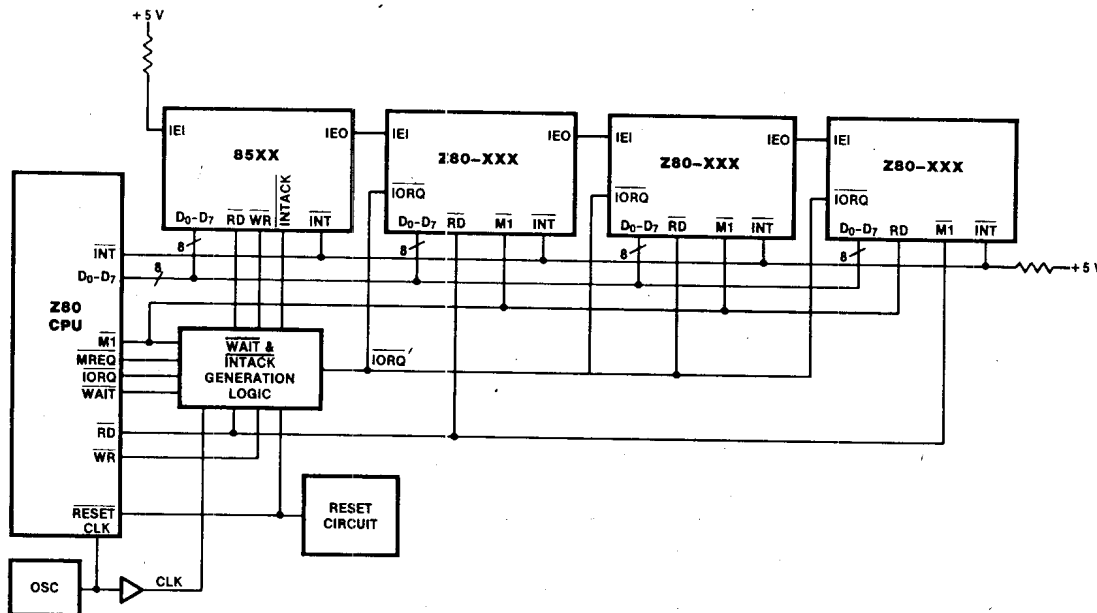 +5 V
IEI
IEO
85XX
D0-D7
RD
WR
INTACK
INT
8
IEI
IEO
Z80-XXX
IORQ
D0-D7
RD
M1
INT
8
IEI
IEO
Z80-XXX
IORQ
D0-D7
RD
M1
INT
8
IEI
Z80-XXX
IORQ
D0-D7
RD
M1
INT
8
+5 V
Z80
CPU
INT
D0-D7
8
M1
MREQ
IORQ
WAIT
RD
WR
RESET
CLK
WAIT &
INTACK
GENERATION
LOGIC
IORQ'
RESET
CIRCUIT
OSC
CLK